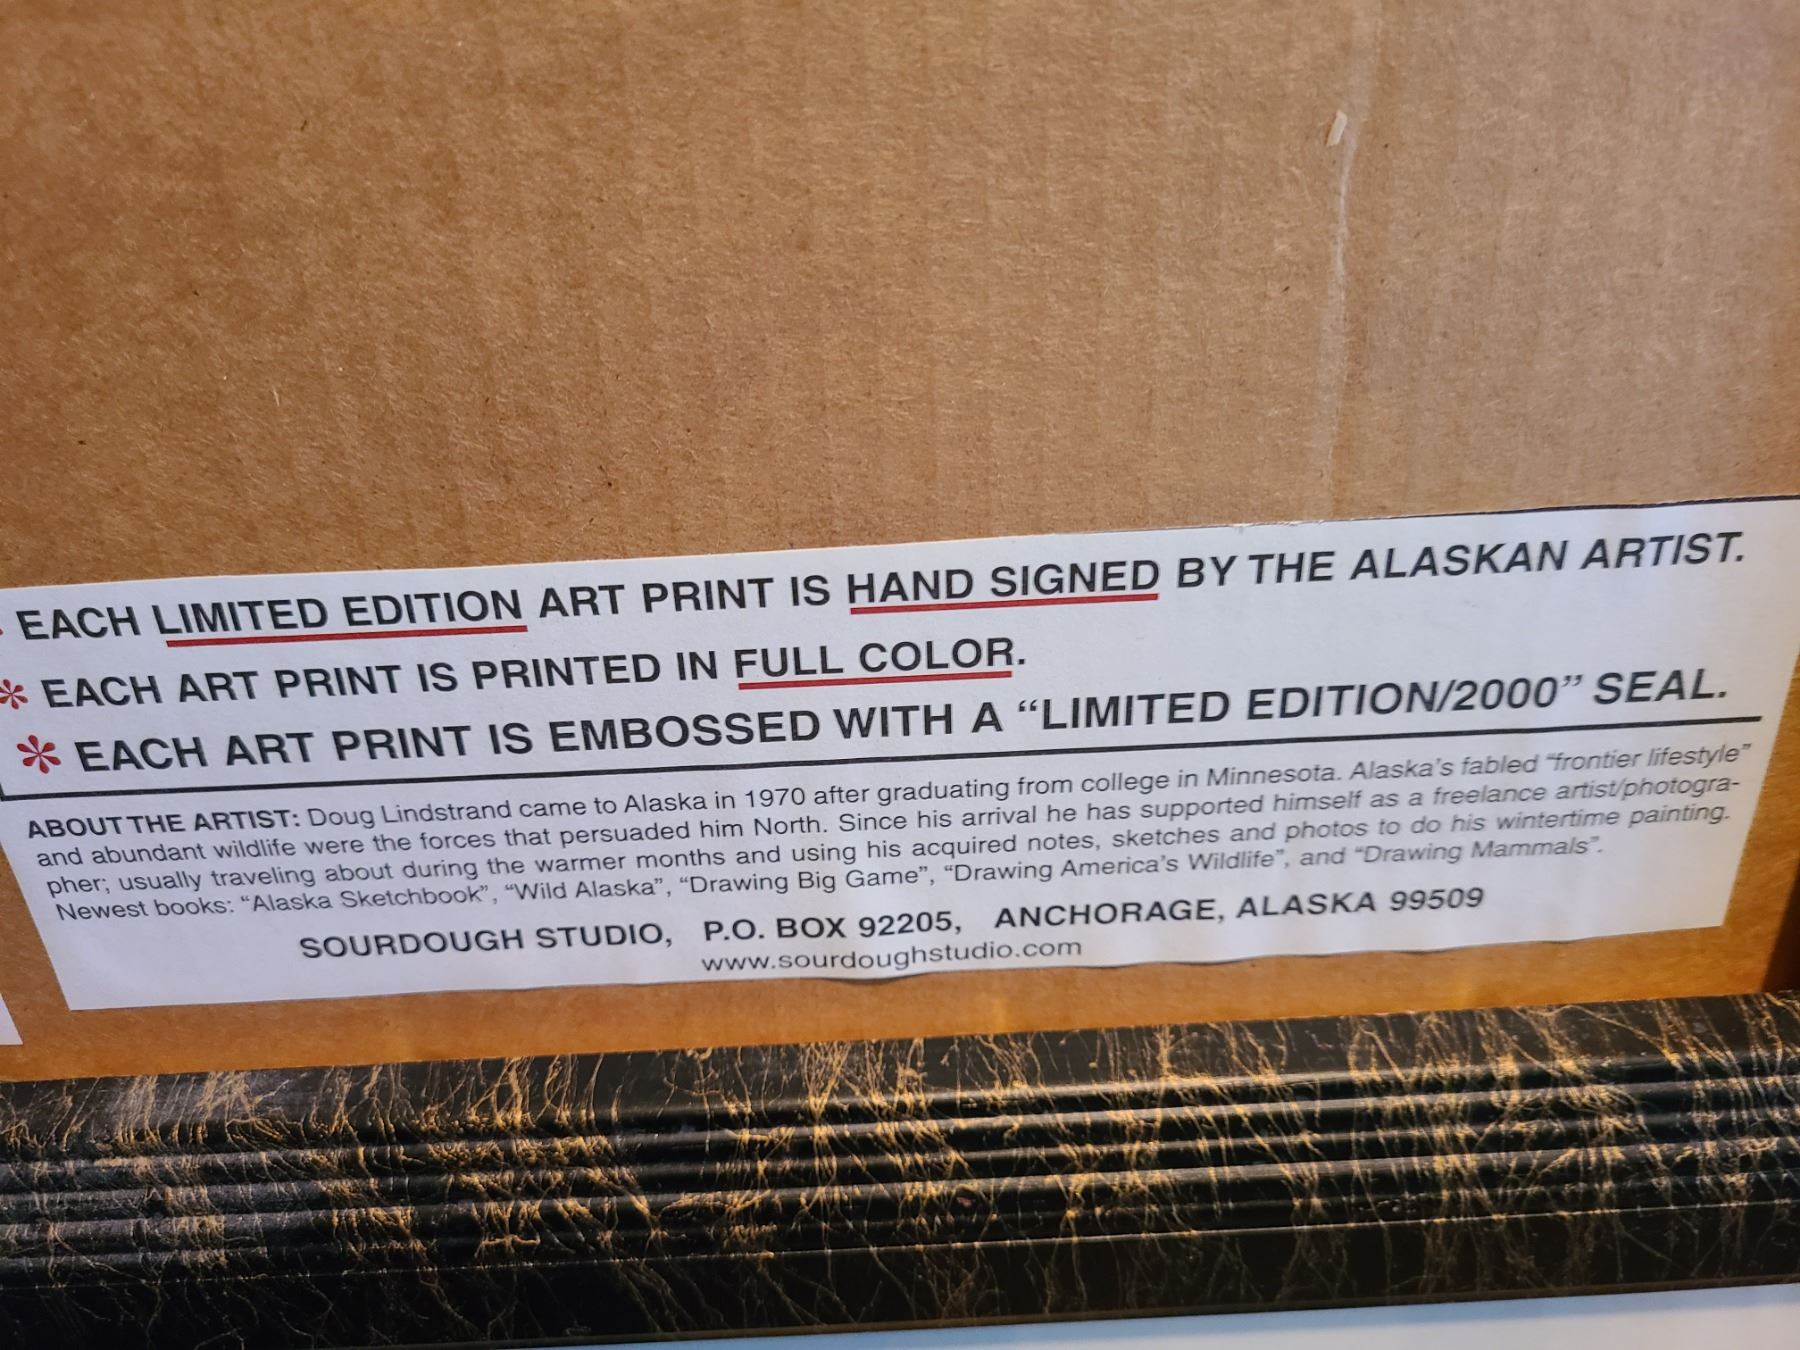 * EACH LIMITED EDITION ART PRINT IS HAND SIGNED BY THE ALASKAN ARTIST.
* EACH ART PRINT IS PRINTED IN FULL COLOR.
* EACH ART PRINT IS EMBOSSED WITH A “LIMITED EDITION/2000” SEAL.
ABOUT THE ARTIST: Doug Lindstrand came to Alaska in 1970 after graduating from college in Minnesota. Alaska’s fabled “frontier lifestyle”
and abundant wildlife were the forces that persuaded him North. Since his arrival he has supported himself as a freelance artist/photogra-
pher; usually traveling about during the warmer months and using his acquired notes, sketches and photos to do his wintertime painting.
Newest books: “Alaska Sketchbook”, “Wild Alaska”, “Drawing Big Game”, “Drawing America’s Wildlife”, and “Drawing Mammals”.
SOURDOUGH STUDIO, P.O. BOX 92205, ANCHORAGE, ALASKA 99509
www.sourdoughstudio.com